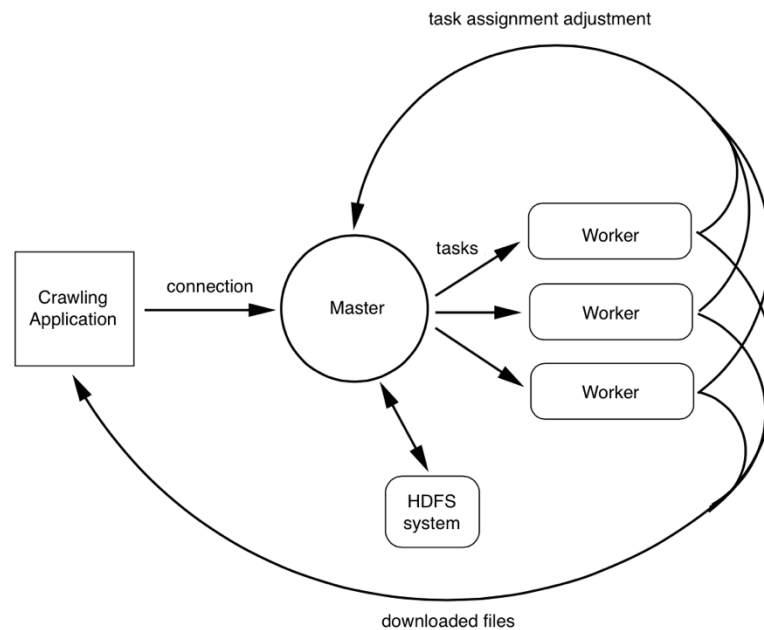 task assignment adjustment
tasks
Worker
connection
Crawling
Application
Master
Worker
Worker
HDFS
system
downloaded files